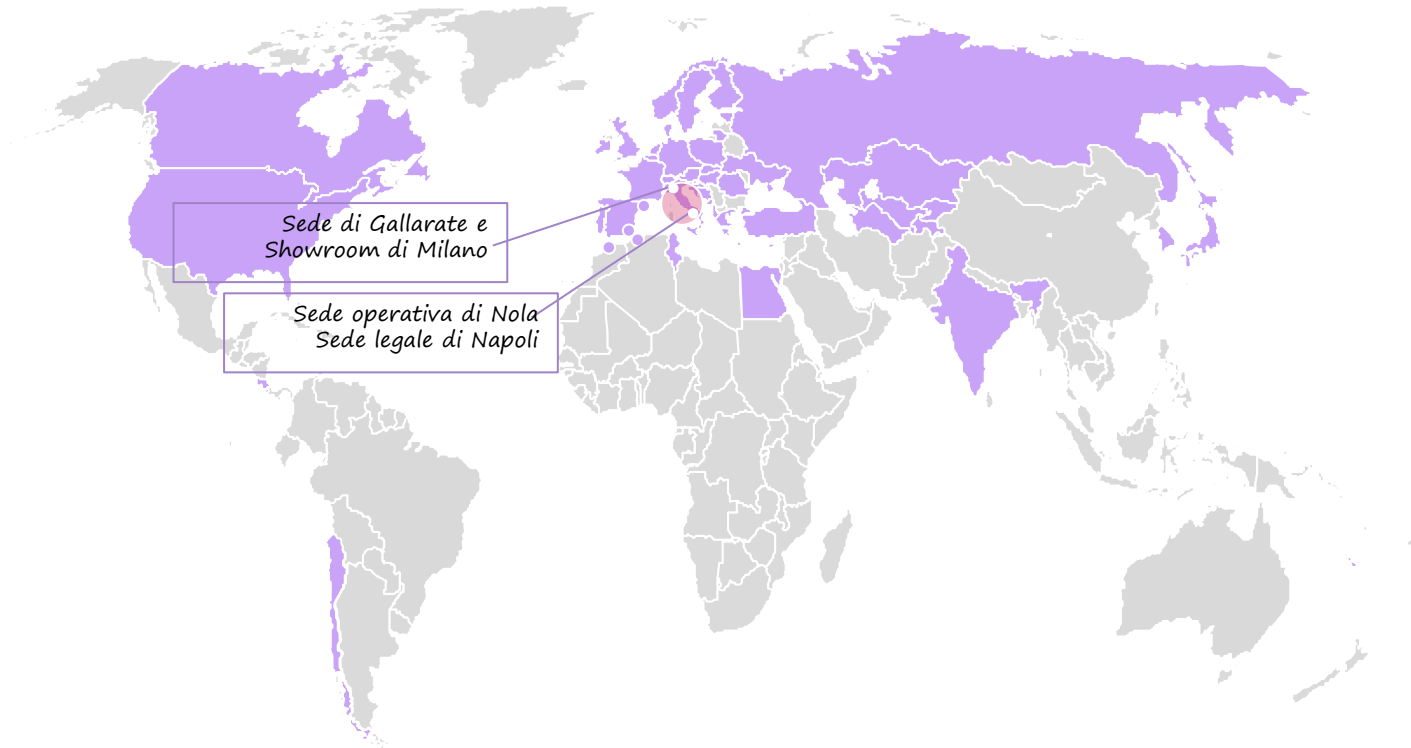 Sede di Gallarate e
Showroom di Milano
Sede operativa di Nola
Sede legale di Napoli